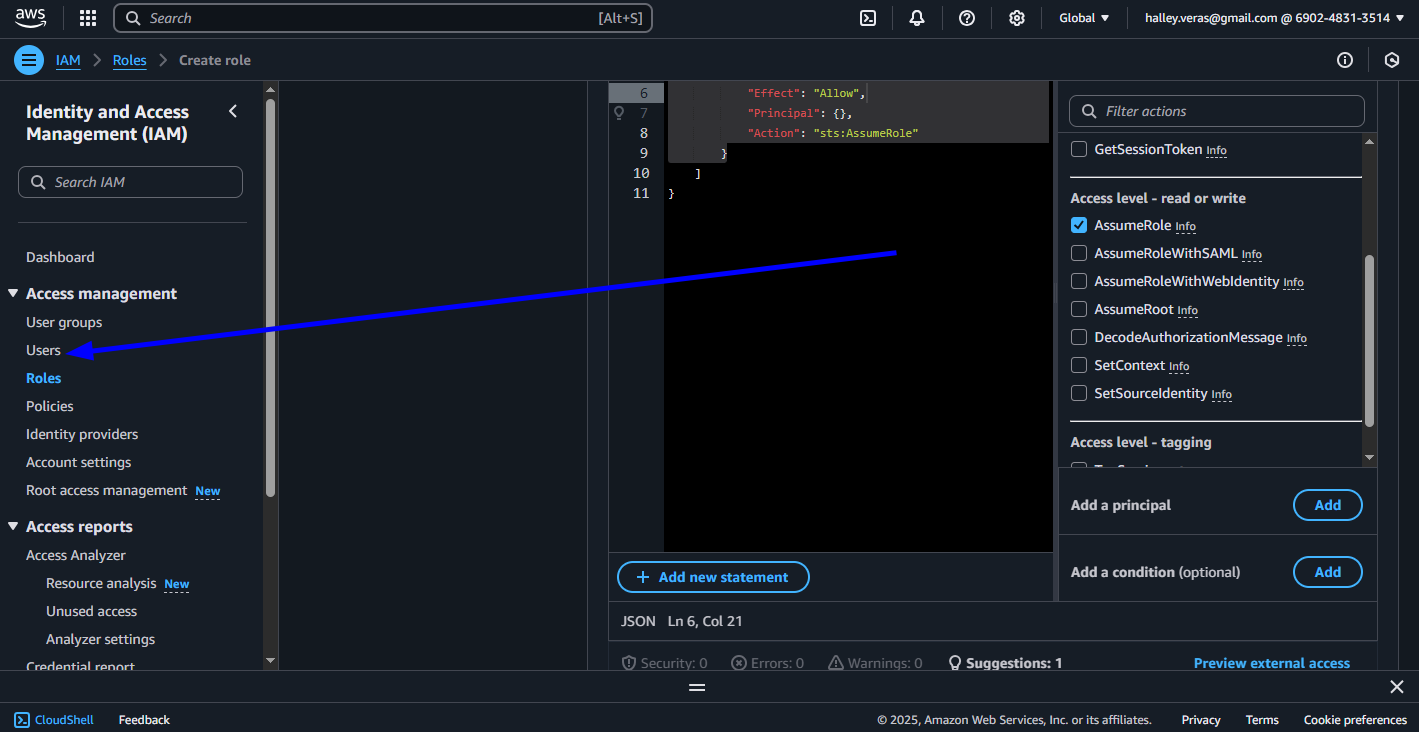 aws
Search [Alt+S]
Global
halley.veras@gmail.com @ 6902-4831-3514
IAM
Roles
Create role
Identity and Access
Management (IAM)
Search IAM
Dashboard
Access management
User groups
Users
Roles
Policies
Identity providers
Account settings
Root access management New
Access reports
Access Analyzer
Resource analysis New
Unused access
Analyzer settings
Credential report
6 "Effect": "Allow",
7 "Principal": {},
8 "Action": "sts:AssumeRole"
9 }
10 ]
11 }
+ Add new statement
JSON Ln 6, Col 21
Security: 0 Errors: 0 Warnings: 0 Suggestions: 1
Preview external access
Filter actions
GetSessionToken Info
Access level - read or write
AssumeRole Info
AssumeRoleWithSAML Info
AssumeRoleWithWebIdentity Info
AssumeRoot Info
DecodeAuthorizationMessage Info
SetContext Info
SetSourceIdentity Info
Access level - tagging
Add a principal Add
Add a condition (optional) Add
CloudShell Feedback
© 2025, Amazon Web Services, Inc. or its affiliates. Privacy Terms Cookie preferences